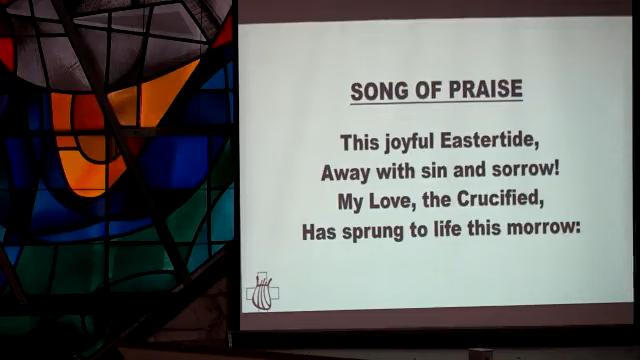 SONG OF PRAISE
This joyful Eastertide,
Away with sin and sorrow!
My Love, the Crucified,
Has sprung to life this morrow: